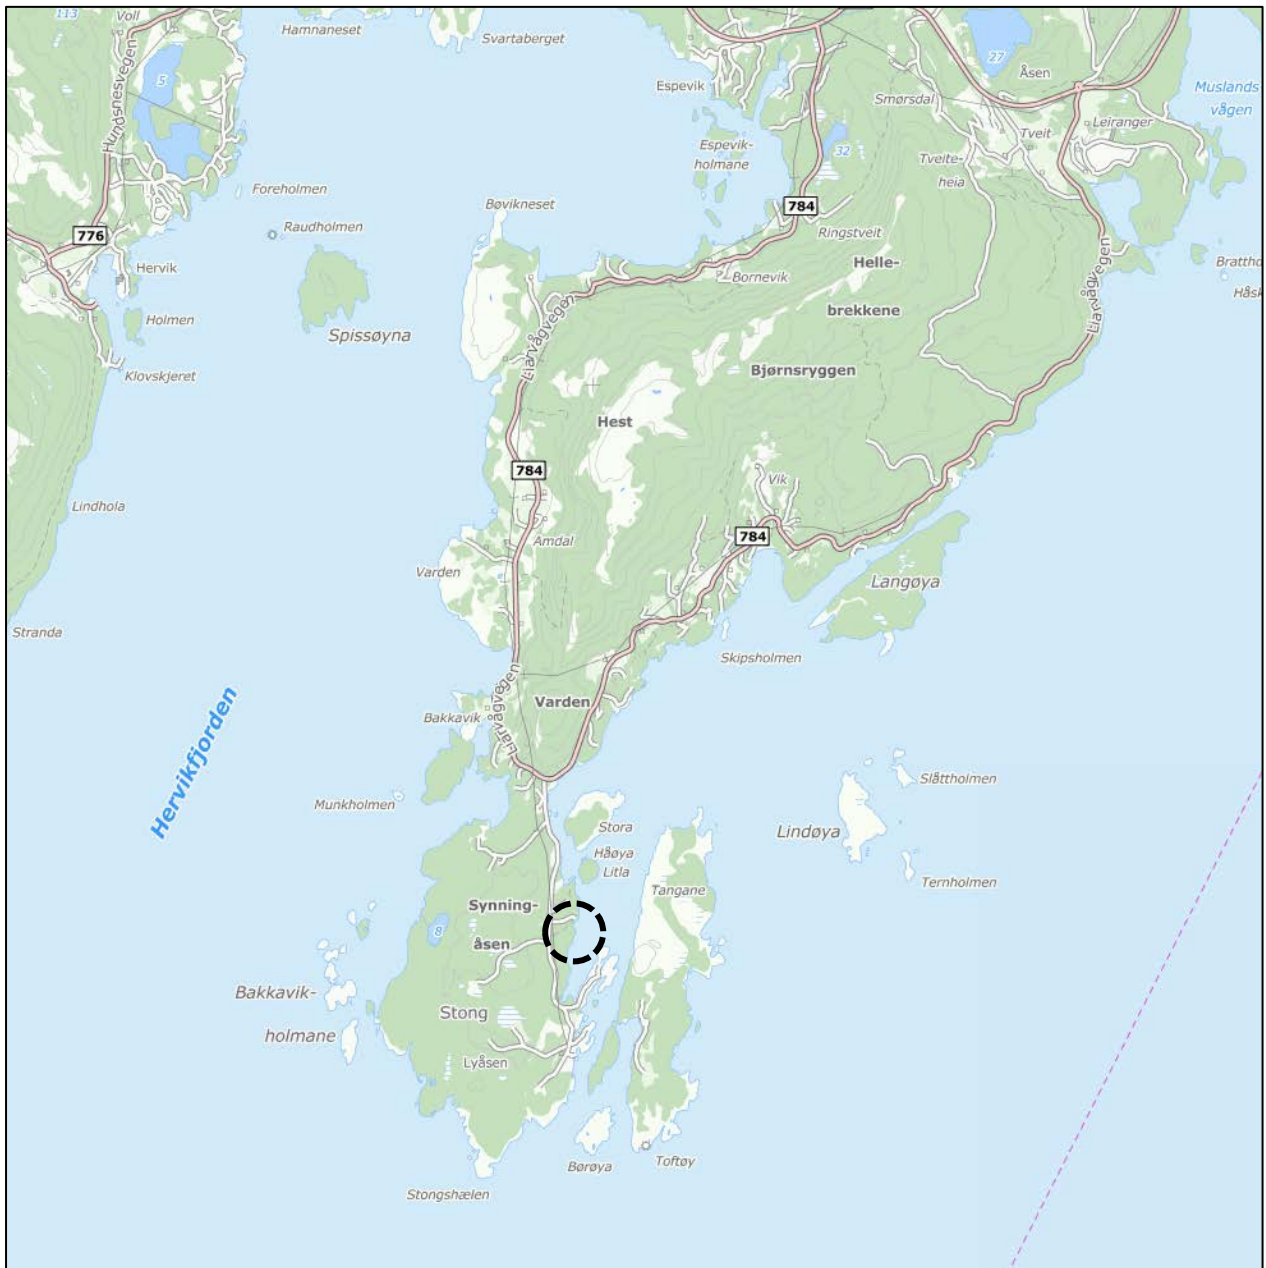 113
Voll
Hamnaneset
Svartaberget
27
Åsen
5
Hundsnesvegen
Espevik
Smørsdal
Muslands
vågen
Leiranger
Tveit
Espevik-
holmane
32
Tveite-
heia
Foreholmen
Bøvikneset
784
Raudholmen
776
Ringstveit
Helle-
brekkene
Liarvågvegen
Hervik
Bornevik
Holmen
Spissøyna
Liarvågvegen
Klovskjeret
Bjørnsryggen
Hest
784
Vik
Lindhola
Amdal
784
Varden
Langøya
Stranda
Skipsholmen
Hervikfjorden
Liarvågvegen
Varden
Bakkavik
Munkholmen
Slåttholmen
Stora
Håøya
Litla
Lindøya
Ternholmen
Tangane
Synning-
åsen
8
Bakkavik-
holmane
Stong
Lyåsen
Børøya
Toftøy
Stongshælen